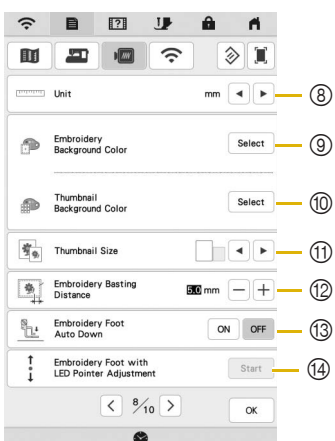 Unit mm ⑧
Embroidery
Background Color Select ⑨
Thumbnail
Background Color Select ⑩
Thumbnail Size ⑪
Embroidery Basting
Distance 5.0 mm − + ⑫
Embroidery Foot
Auto Down ON OFF ⑬
Embroidery Foot with
LED Pointer Adjustment Start ⑭
< 8/10 > OK